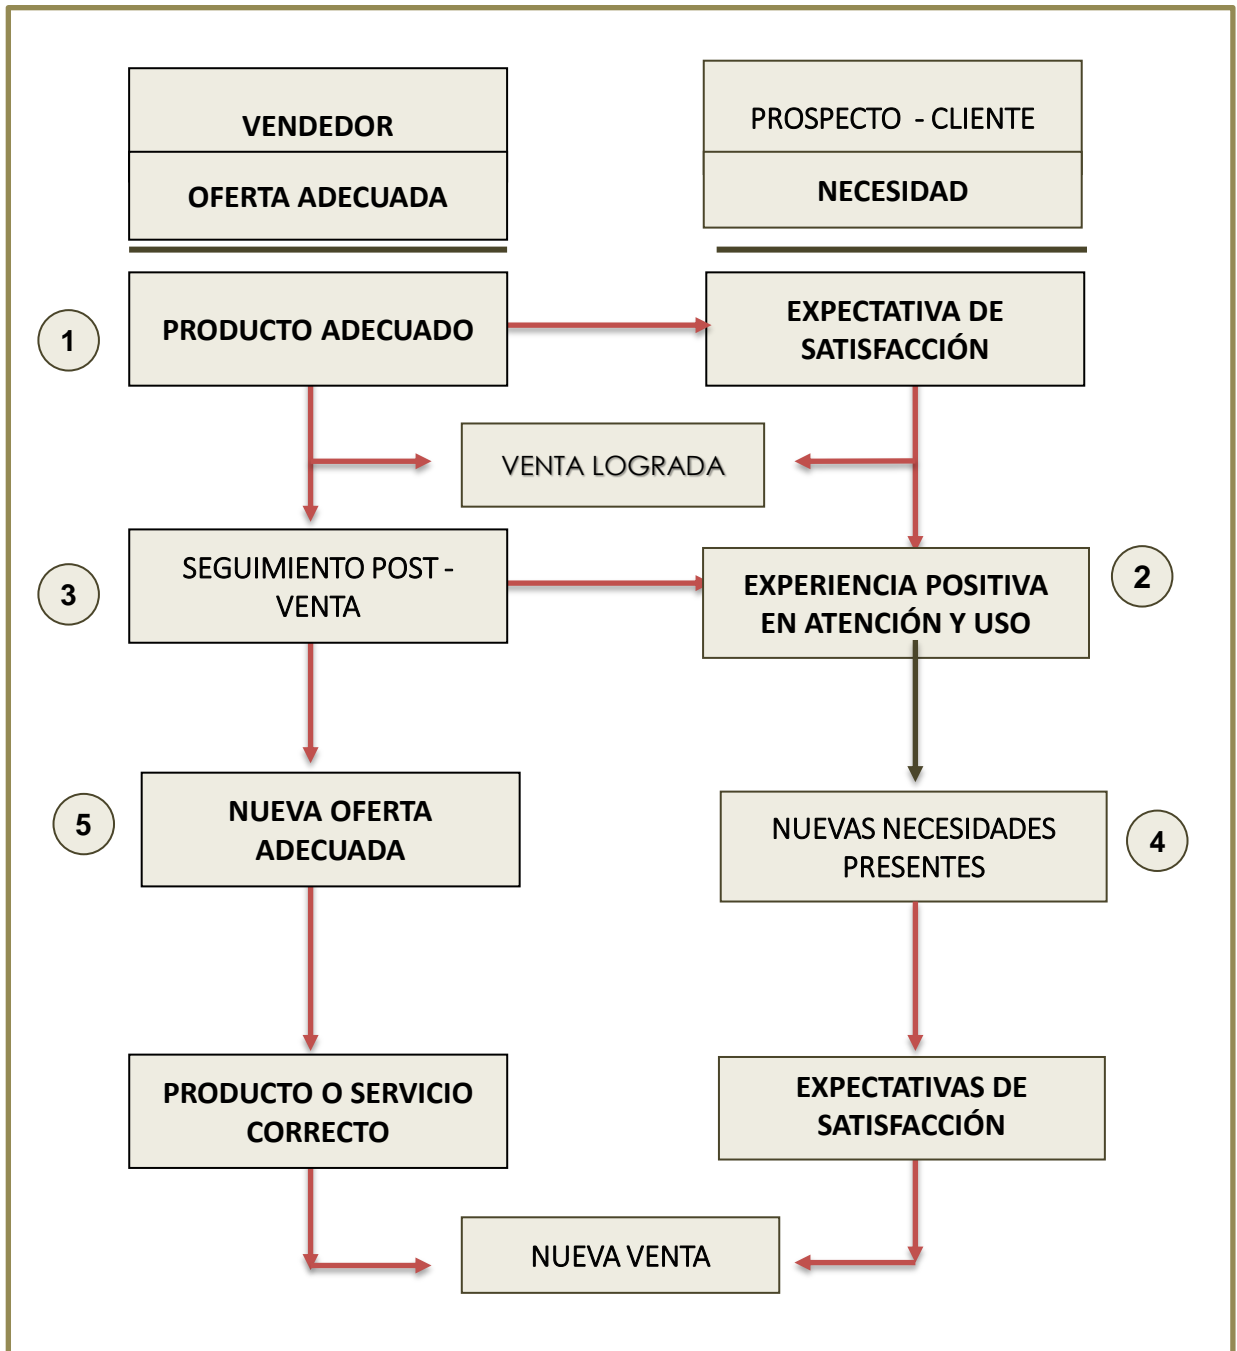 VENDEDOR
PROSPECTO - CLIENTE
OFERTA ADECUADA
NECESIDAD
1
PRODUCTO ADECUADO
EXPECTATIVA DE
SATISFACCIÓN
VENTA LOGRADA
3
SEGUIMIENTO POST -
VENTA
EXPERIENCIA POSITIVA
EN ATENCIÓN Y USO
2
5
NUEVA OFERTA
ADECUADA
NUEVAS NECESIDADES
PRESENTES
4
PRODUCTO O SERVICIO
CORRECTO
EXPECTATIVAS DE
SATISFACCIÓN
NUEVA VENTA